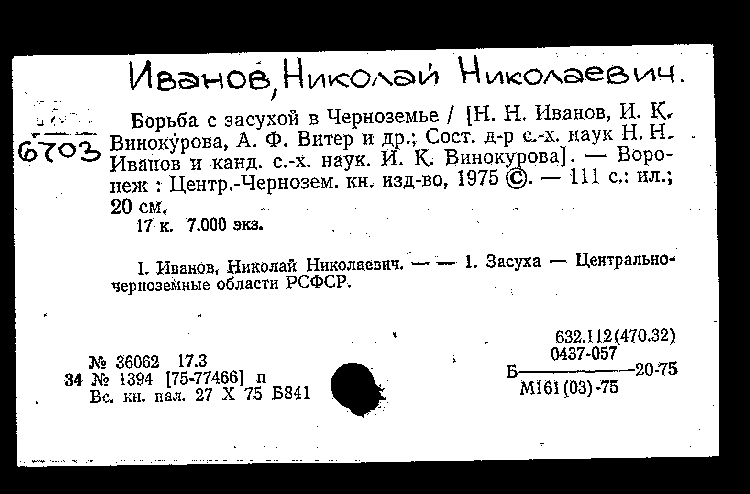 Иванов, Николай Николаевич.
Борьба с засухой в Черноземье / [Н. Н. Иванов, И. К.
6703
Винокурова, А. Ф. Витер и др.; Сост. д-р с.-х. наук Н. Н.
Иванов и канд. с.-х. наук. И. К. Винокурова]. — Воро-
неж : Центр.-Чернозем. кн. изд-во, 1975 ©. — 111 с.: ил.;
20 см.
17 к. 7.000 экз.
I. Иванов, Николай Николаевич. — — 1. Засуха — Центрально-
черноземные области РСФСР.
632.112(470.32)
№ 36062 17.3
0437-057
34 № 1394 [75-77466] п
Б———20-75
Вс. кн. пал. 27 X 75 Б841
М161(03)-75